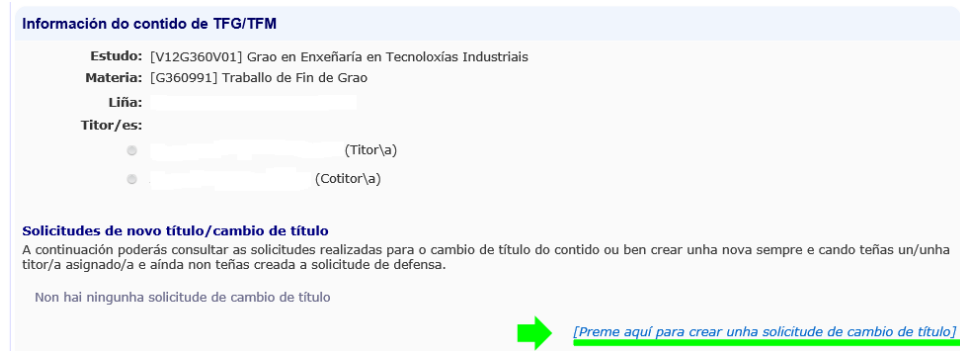 Información do contido de TFG/TFM
Estudo: [V12G360V01] Grao en Enxeñaría en Tecnoloxías Industriais
Materia: [G360991] Traballo de Fin de Grao
Liña:
Titor/es:
(Titor\a)
(Cotitor\a)
Solicitudes de novo título/cambio de título
A continuación poderás consultar as solicitudes realizadas para o cambio de título do contido ou ben crear unha nova sempre e cando teñas un/unha
titor/a asignado/a e aínda non teñas creada a solicitude de defensa.
Non hai ningunha solicitude de cambio de título
[Preme aquí para crear unha solicitude de cambio de título]